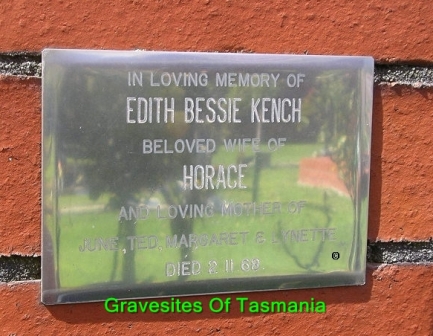 IN LOVING MEMORY OF
EDITH BESSIE KENCH
BELOVED WIFE OF
HORACE
AND LOVING MOTHER OF
JUNE, TED, MARGARET & LYNETTE
DIED 2.11.69.
Gravesites Of Tasmania